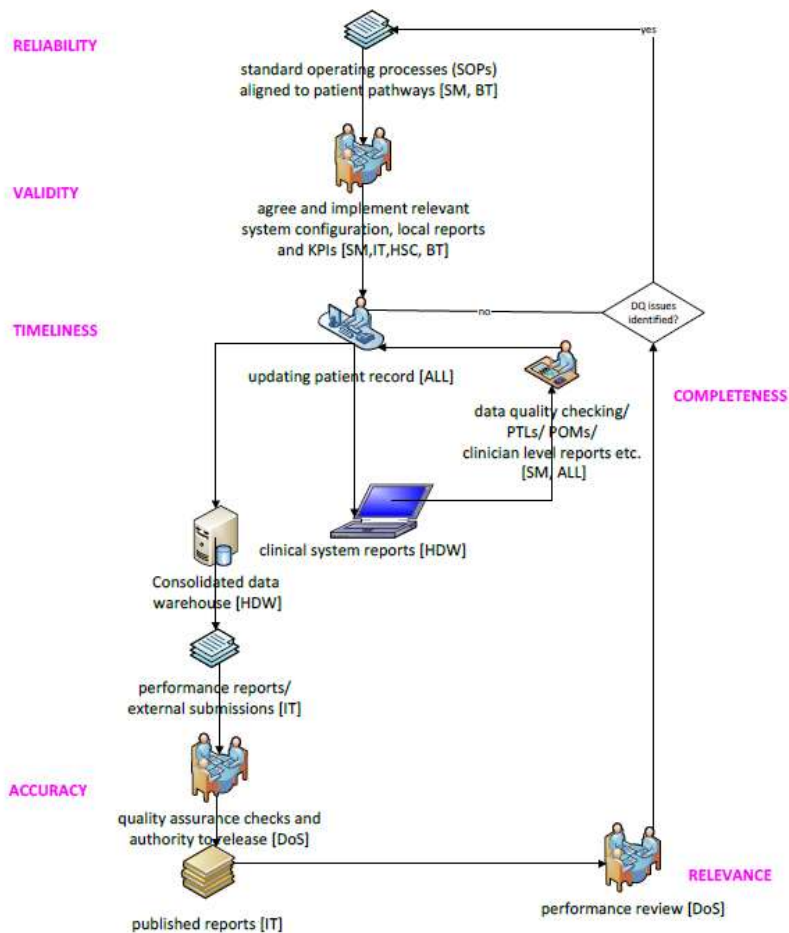 yes
RELIABILITY
standard operating processes (SOPs)
aligned to patient pathways [SM, BT]
VALIDITY
agree and implement relevant
system configuration, local reports
and KPIs [SM,IT,HSC, BT]
DQ issues
identified?
no
TIMELINESS
updating patient record [ALL]
COMPLETENESS
data quality checking/
PTLs/ POMs/
clinician level reports etc.
[SM, ALL]
clinical system reports [HDW]
Consolidated data
warehouse [HDW]
performance reports/
external submissions [IT]
ACCURACY
quality assurance checks and
authority to release [DoS]
RELEVANCE
performance review [DoS]
published reports [IT]